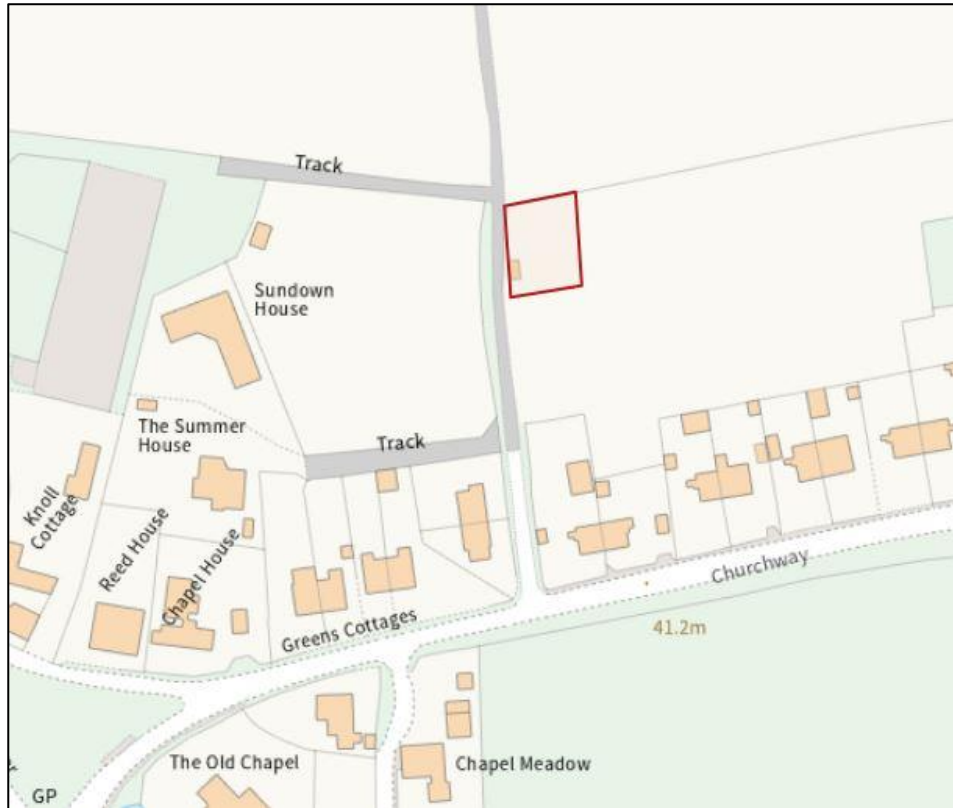 Track
Sundown
House
The Summer
House
Track
Knoll
Cottage
Reed House
Chapel House
Churchway
Greens Cottages
41.2m
The Old Chapel
Chapel Meadow
GP